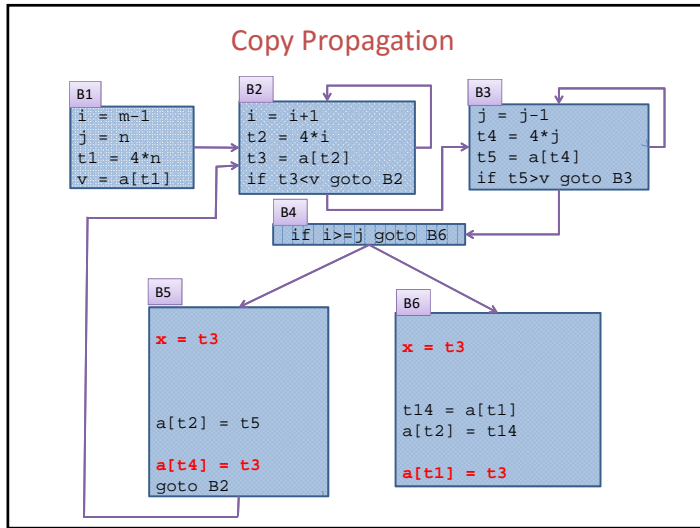 Copy Propagation
B1
i = m-1
j = n
t1 = 4*n
v = a[t1]
B2
i = i+1
t2 = 4*i
t3 = a[t2]
if t3<v goto B2
B3
j = j-1
t4 = 4*j
t5 = a[t4]
if t5>v goto B3
B4
if i>=j goto B6
B5
x = t3
a[t2] = t5
a[t4] = t3
goto B2
B6
x = t3
t14 = a[t1]
a[t2] = t14
a[t1] = t3